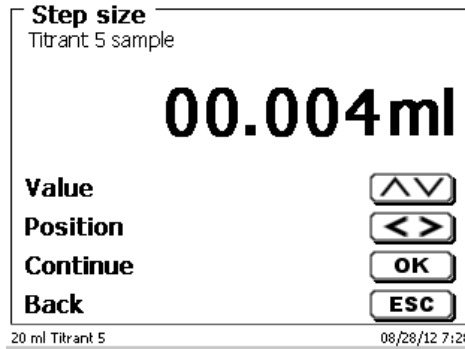 Step size
Titrant 5 sample
00.004ml
Value
Position
Continue OK
Back ESC
20 ml Titrant 5 08/28/12 7:28